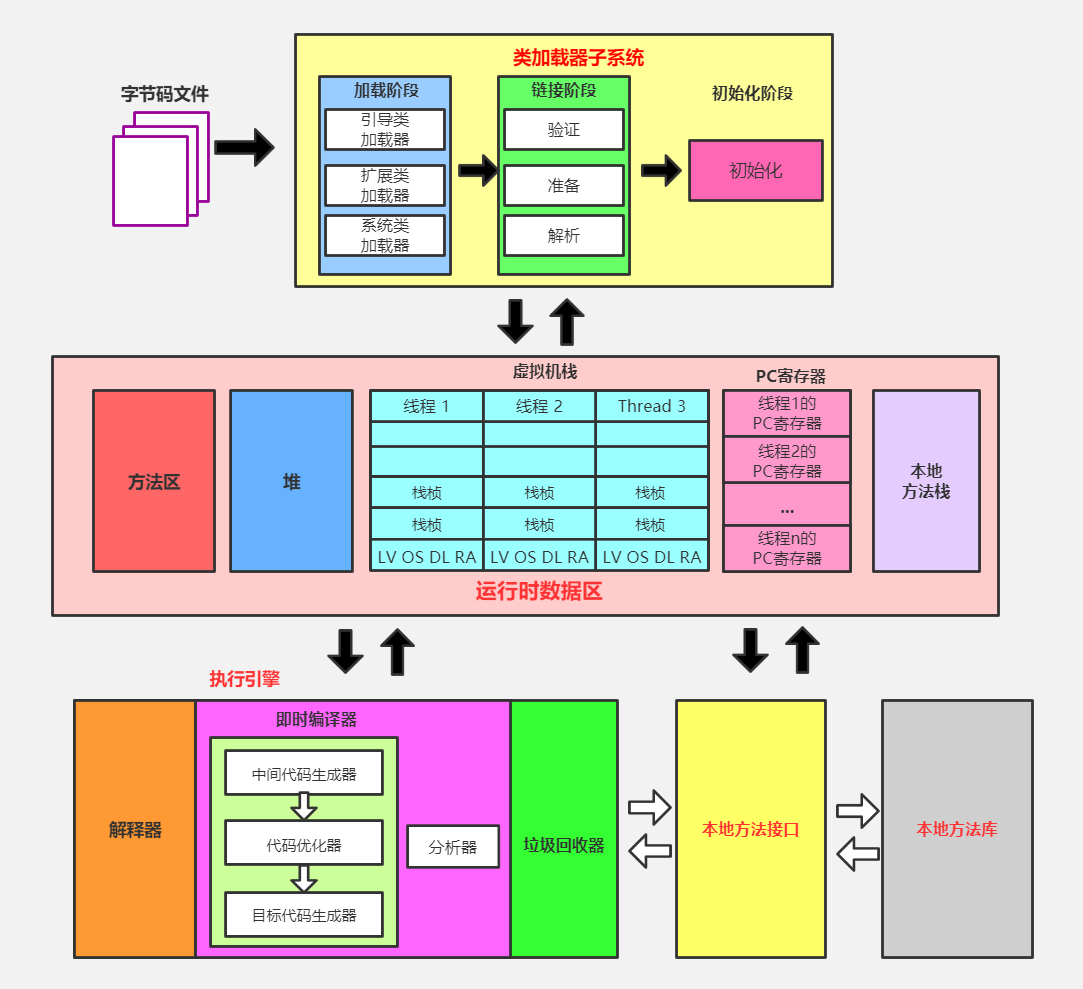 类加载器子系统
字节码文件
加载阶段
引导类
加载器
扩展类
加载器
系统类
加载器
链接阶段
验证
准备
解析
初始化阶段
初始化
虚拟机栈
PC寄存器
方法区
堆
线程 1
线程 2
Thread 3
栈桢
栈桢
栈桢
栈桢
栈桢
栈桢
LV OS DL RA
LV OS DL RA
LV OS DL RA
线程1的
PC寄存器
线程2的
PC寄存器
...
线程n的
PC寄存器
本地
方法栈
运行时数据区
执行引擎
解释器
即时编译器
中间代码生成器
代码优化器
目标代码生成器
分析器
垃圾回收器
本地方法接口
本地方法库